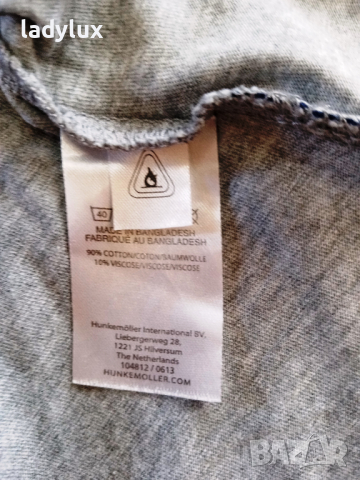 ladylux
40
MADE IN BANGLADESH
FABRIQUÉ AU BANGLADESH
90% COTTON/COTON/BAUMWOLLE
10% VISCOSE/VISCOSE/VISCOSE
Hunkemöller International BV,
Liebergerweg 28,
1221 JS Hilversum
The Netherlands
104812 / 0613
HUNKEMOLLER.COM
BAZAR